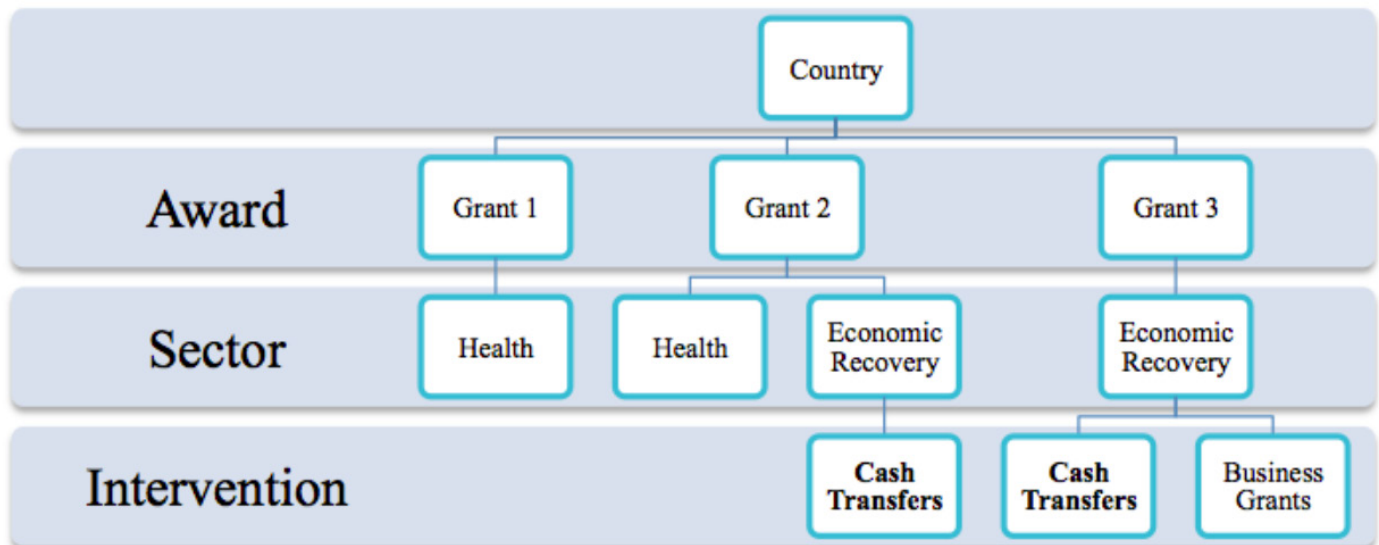 Country
Award
Grant 1
Grant 2
Grant 3
Sector
Health
Health
Economic
Recovery
Economic
Recovery
Intervention
Cash
Transfers
Cash
Transfers
Business
Grants